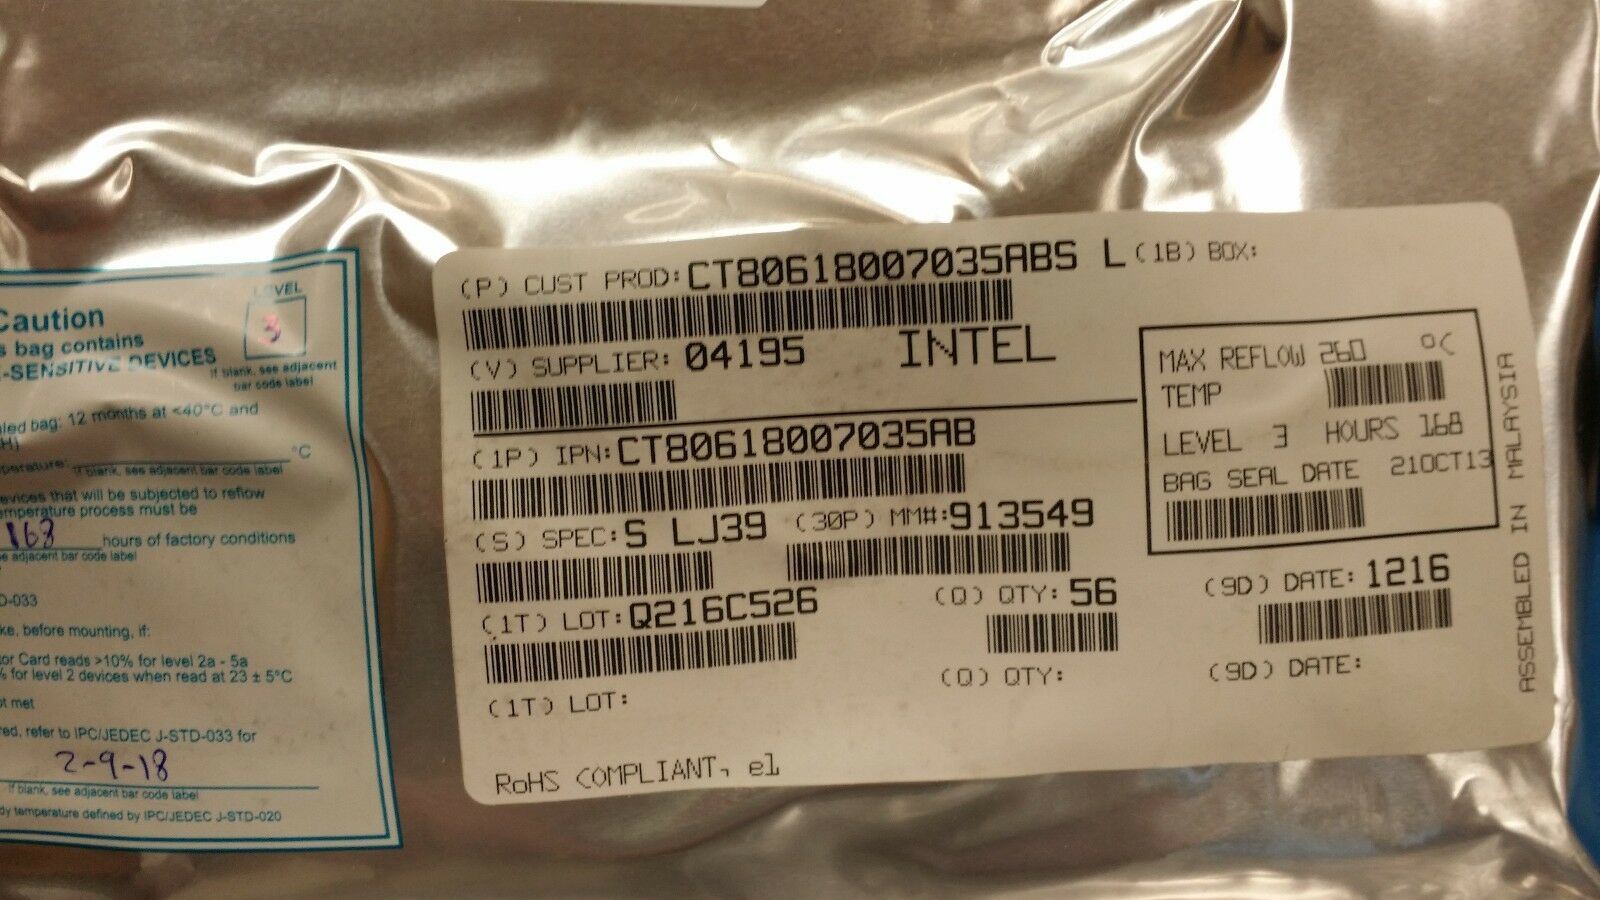 Caution
LEVEL
3
s bag contains
-SENSITIVE DEVICES
If blank, see adjacent
bar code label
led bag: 12 months at <40°C and
H)
perature: °C
If blank, see adjacent bar code label
evices that will be subjected to reflow
emperature process must be
168 hours of factory conditions
e adjacent bar code label
D-033
ke, before mounting, if:
or Card reads >10% for level 2a - 5a
% for level 2 devices when read at 23 ± 5°C
ot met
red, refer to IPC/JEDEC J-STD-033 for
2-9-18
If blank, see adjacent bar code label
dy temperature defined by IPC/JEDEC J-STD-020
(P) CUST PROD: CT80618007035ABS L (1B) BOX:
(V) SUPPLIER: 04195 INTEL
(1P) IPN: CT80618007035AB
(S) SPEC: S LJ39 (30P) MM#: 913549
(1T) LOT: Q216C526 (Q) QTY: 56 (9D) DATE: 1216
(1T) LOT: (Q) QTY: (9D) DATE:
RoHS COMPLIANT, e1
MAX REFLOW 260 °C
TEMP
LEVEL 3 HOURS 168
BAG SEAL DATE 21OCT13
ASSEMBLED IN MALAYSIA